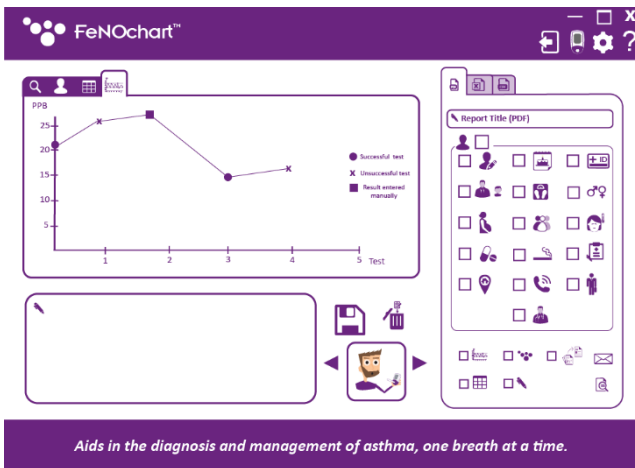 FeNOchart™
X
?
PPB
25
20
15
10
5
1 2 3 4 5 Test
Successful test
x Unsuccessful test
Result entered
manually
Report Title (PDF)
+ ID
Aids in the diagnosis and management of asthma, one breath at a time.